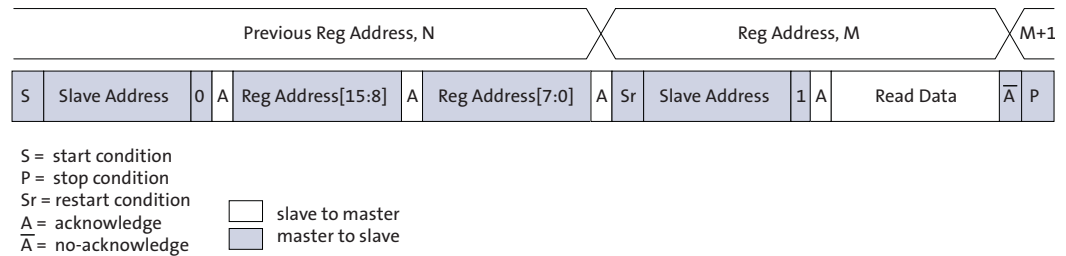 Previous Reg Address, N Reg Address, M M+1
S Slave Address 0 A Reg Address[15:8] A Reg Address[7:0] A Sr Slave Address 1 A Read Data A̅ P
S = start condition
P = stop condition
Sr = restart condition
A = acknowledge
A̅ = no-acknowledge
slave to master
master to slave